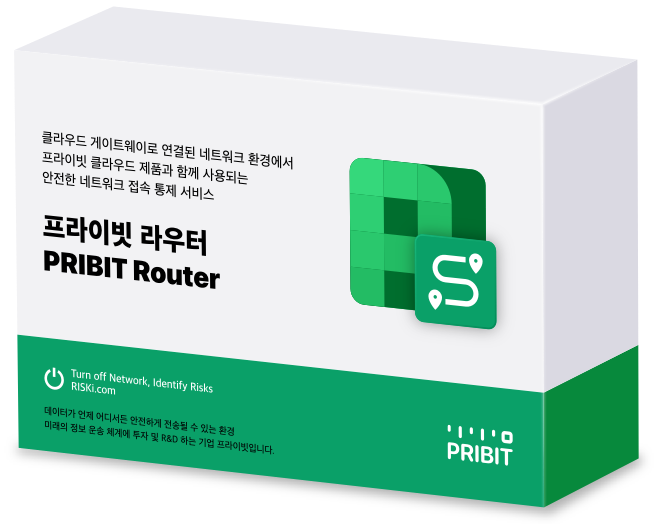 클라우드 게이트웨이로 연결된 네트워크 환경에서
프라이빗 클라우드 제품과 함께 사용되는
안전한 네트워크 접속 통제 서비스
프라이빗 라우터
PRIBIT Router
Turn off Network, Identify Risks
RISKi.com
데이터가 언제 어디서든 안전하게 전송될 수 있는 환경
미래의 정보 운송 체계에 투자 및 R&D 하는 기업 프라이빗입니다.
PRIBIT